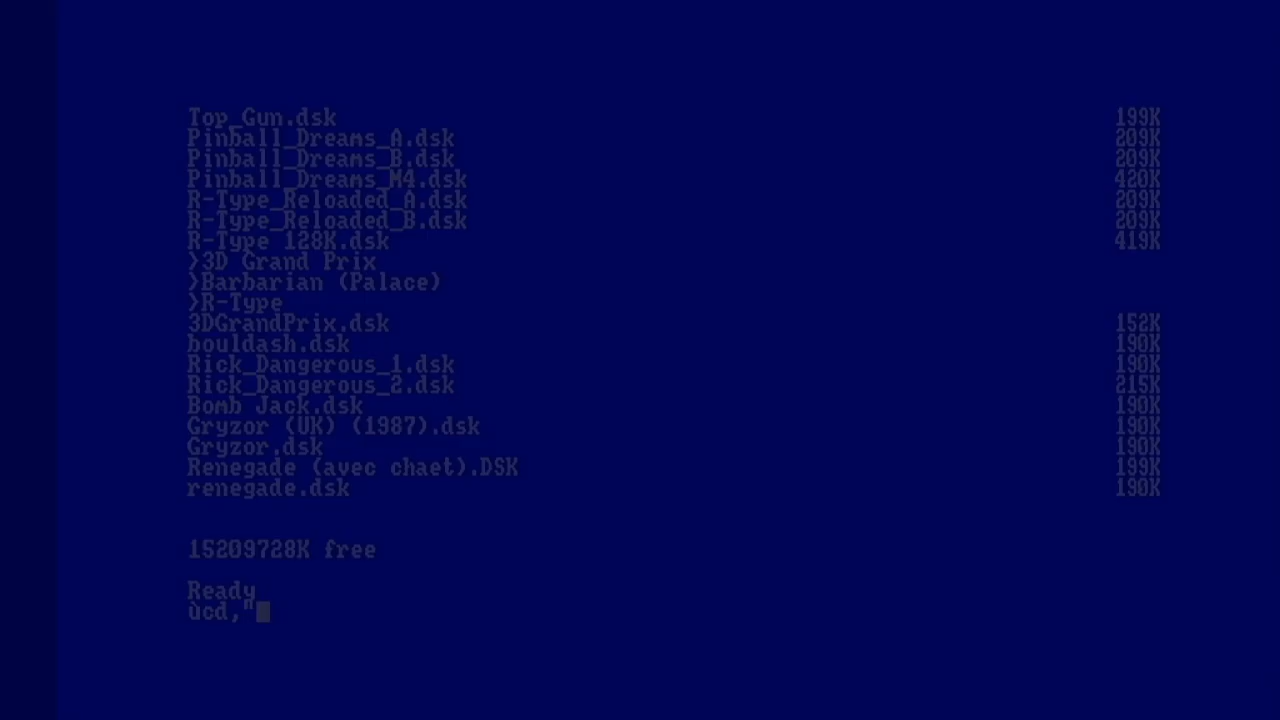 Top_Gun.dsk 199K
Pinball_Dreams_A.dsk 209K
Pinball_Dreams_B.dsk 209K
Pinball_Dreams_M4.dsk 420K
R-Type_Reloaded_A.dsk 209K
R-Type_Reloaded_B.dsk 209K
R-Type 128K.dsk 419K
>3D Grand Prix
>Barbarian (Palace)
>R-Type
3DGrandPrix.dsk 152K
bouldash.dsk 190K
Rick_Dangerous_1.dsk 190K
Rick_Dangerous_2.dsk 215K
Bomb Jack.dsk 190K
Gryzor (UK) (1987).dsk 190K
Gryzor.dsk 190K
Renegade (avec chaet).DSK 199K
renegade.dsk 190K
15209728K free
Ready
ùcd,"